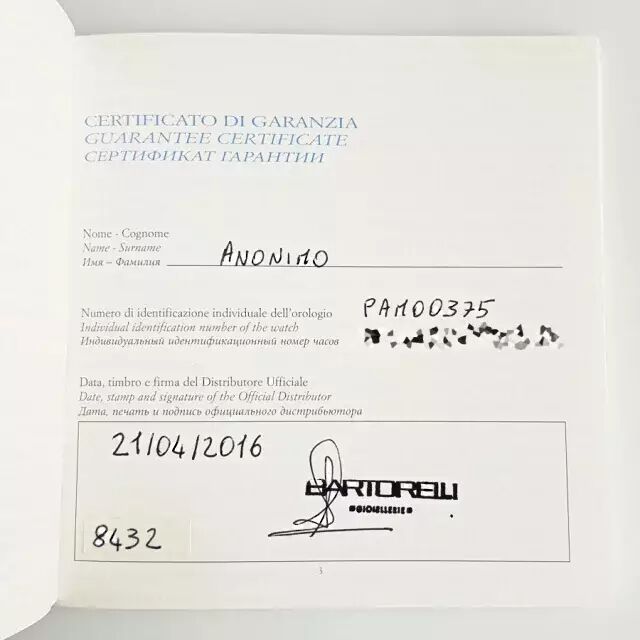 CERTIFICATO DI GARANZIA
GUARANTEE CERTIFICATE
СЕРТИФИКАТ ГАРАНТИИ
Nome - Cognome
Name - Surname
Имя – Фамилия
ANONIMO
Numero di identificazione individuale dell'orologio
Individual identification number of the watch
Индивидуальный идентификационный номер часов
PAM00375
Data, timbro e firma del Distributore Ufficiale
Date, stamp and signature of the Official Distributor
Дата, печать и подпись официального дистрибьютора
21/04/2016
BARTORELLI
GIOIELLERIE
8432
3